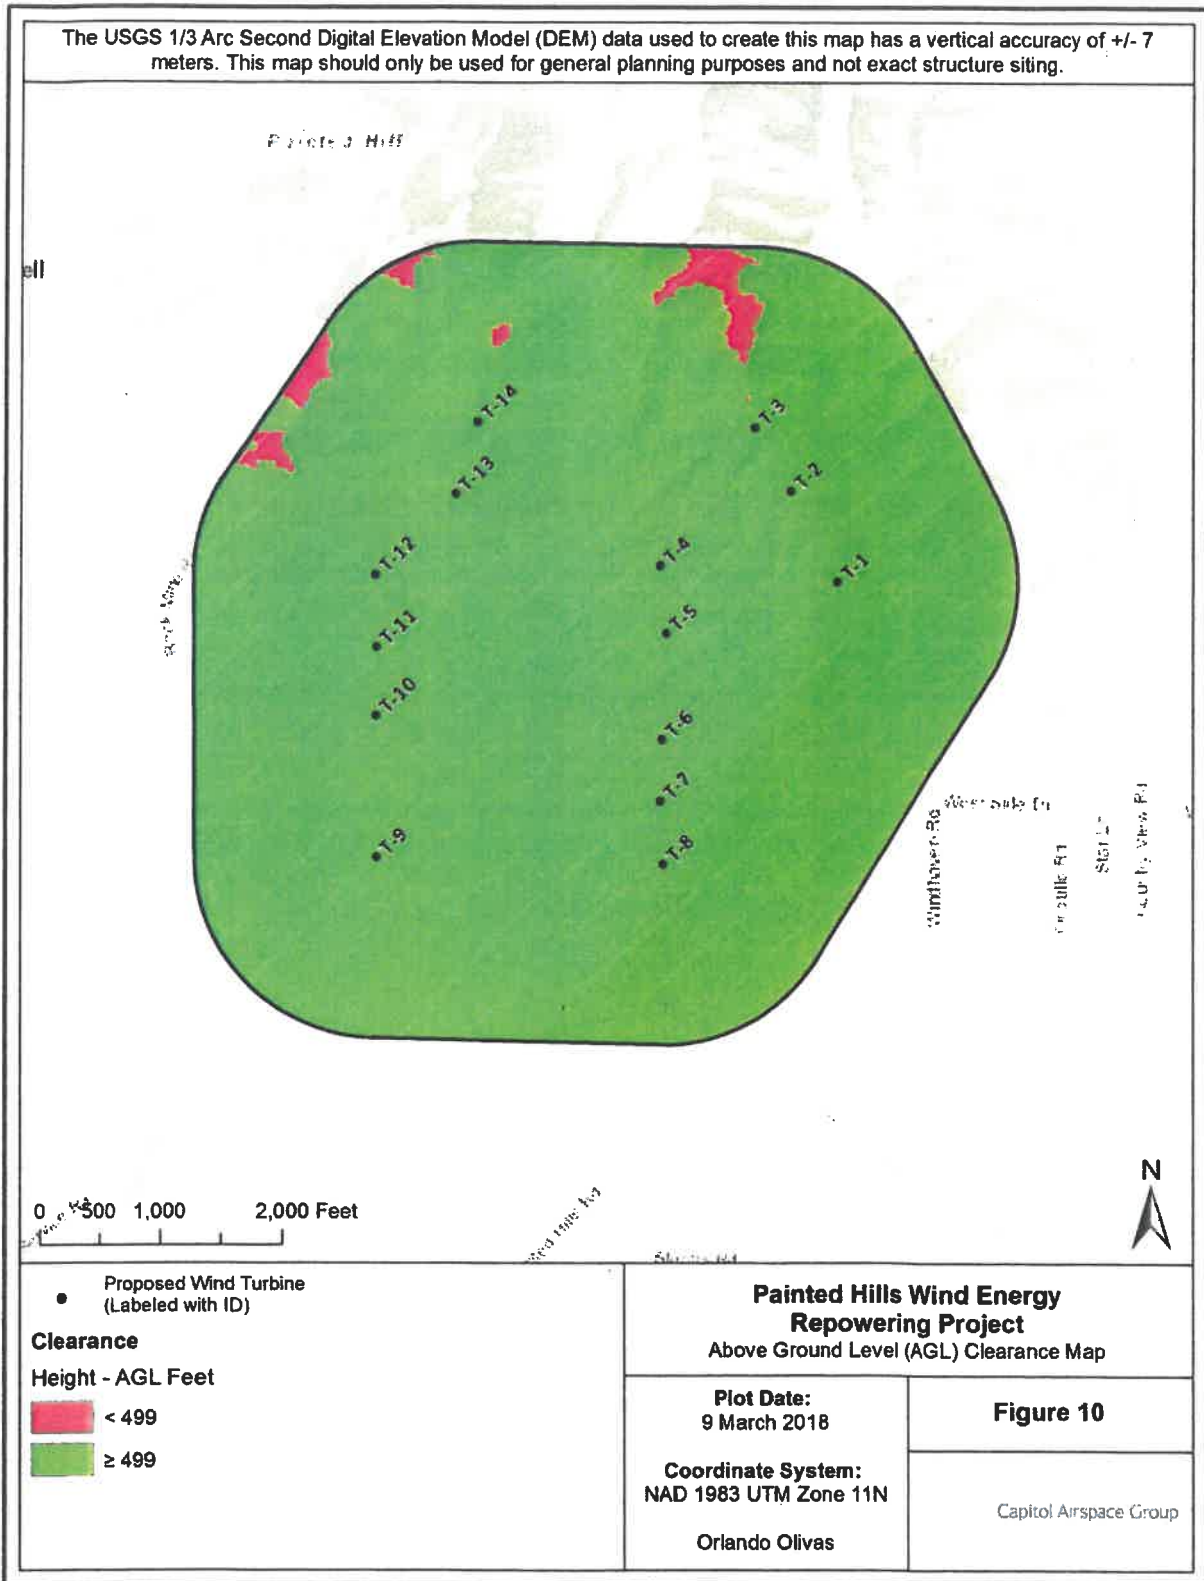 The USGS 1/3 Arc Second Digital Elevation Model (DEM) data used to create this map has a vertical accuracy of +/- 7
meters. This map should only be used for general planning purposes and not exact structure siting.
ell
T-14
T-3
T-13
T-2
T-12
T-4
T-1
T-11
T-5
T-10
T-6
T-7
T-9
T-8
Windhaven Rd
N
0 500 1,000 2,000 Feet
Proposed Wind Turbine
(Labeled with ID)
Clearance
Height - AGL Feet
< 499
≥ 499
Painted Hills Wind Energy
Repowering Project
Above Ground Level (AGL) Clearance Map
Plot Date:
9 March 2018
Coordinate System:
NAD 1983 UTM Zone 11N
Orlando Olivas
Figure 10
Capitol Airspace Group